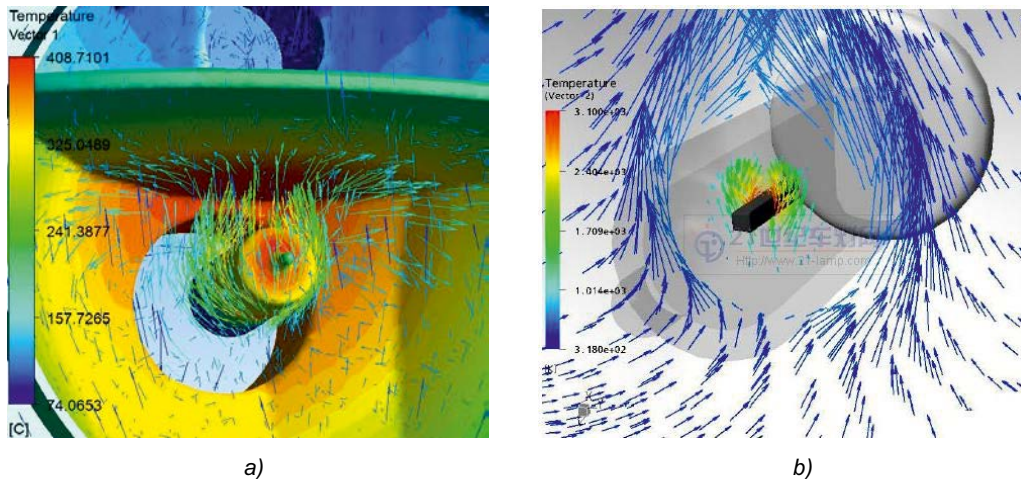 Temperature
Vector 1
408.7101
325.0489
241.3877
157.7265
74.0653
[C]
a)
Temperature
(Vector 2)
3.100e+03
2.404e+03
1.709e+03
1.014e+03
3.180e+02
[K]
Http://www.21-lamp.com
b)